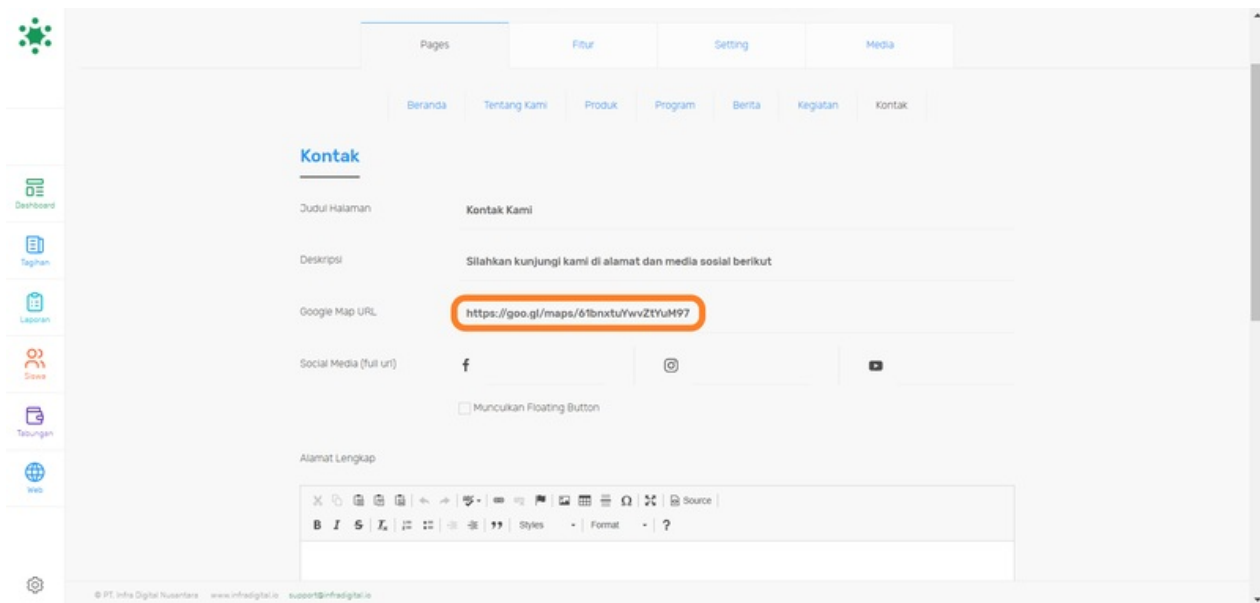 Pages Fitur Setting Media
Beranda Tentang Kami Produk Program Berita Kegiatan Kontak
Kontak
Judul Halaman Kontak Kami
Deskripsi Silahkan kunjungi kami di alamat dan media sosial berikut
Google Map URL https://goo.gl/maps/61bnxtuYwvZtYuM97
Social Media (full url)
Munculkan Floating Button
Alamat Lengkap
Source
B I S Tx Styles Format ?
Dashboard
Tagihan
Laporan
Siswa
Tabungan
Web
© PT. Infra Digital Nusantara www.infradigital.io support@infradigital.io